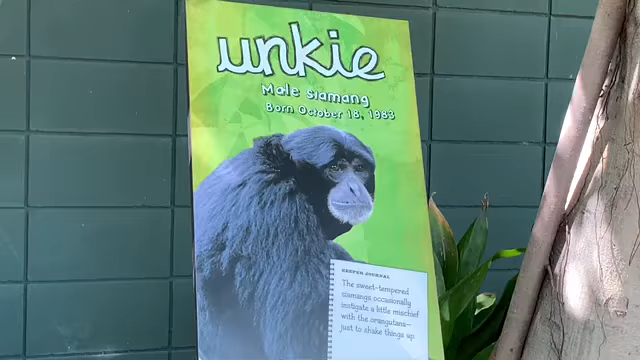 unkie
Male siamang
Born October 18, 1983
KEEPER JOURNAL
The sweet-tempered
siamangs occasionally
instigate a little mischief
with the orangutans—
just to shake things up.